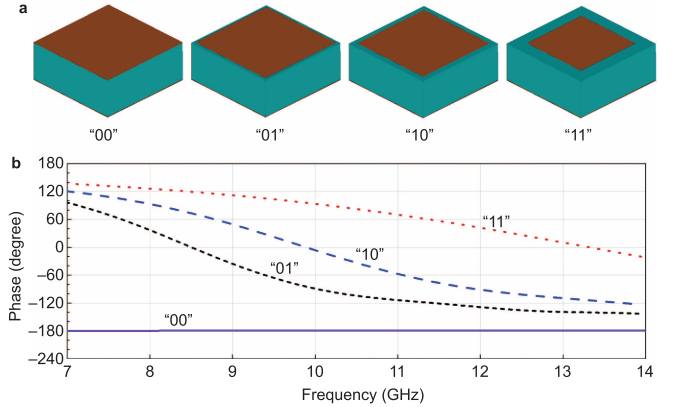 a
“00” “01” “10” “11”
b
180
120
60
0
–60
–120
–180
–240
Phase (degree)
“11”
“10”
“01”
“00”
7 8 9 10 11 12 13 14
Frequency (GHz)